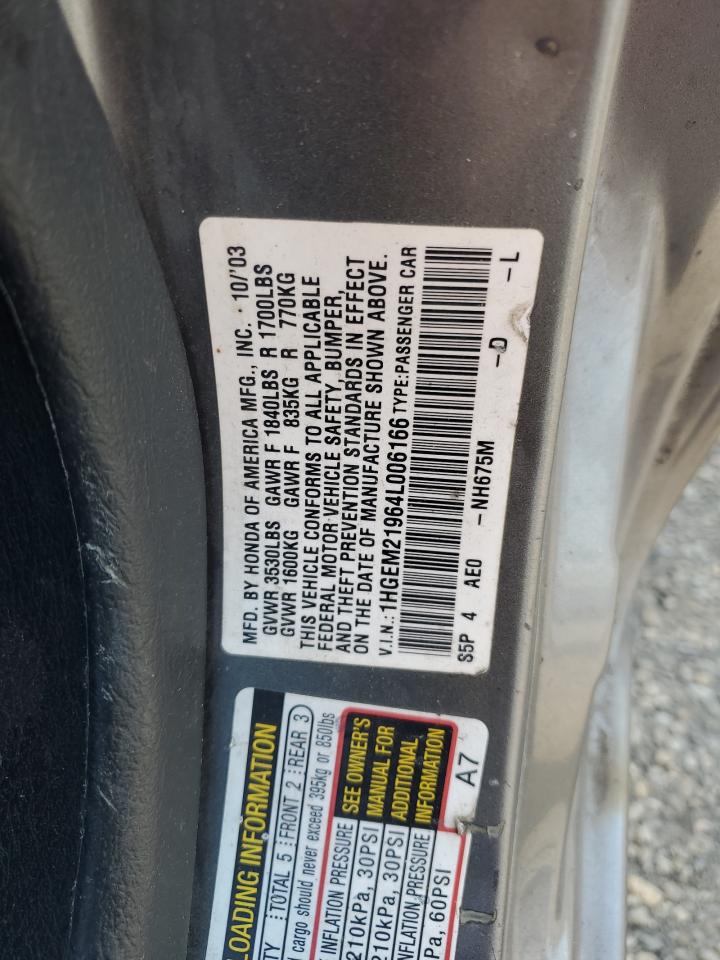 MFD. BY HONDA OF AMERICA MFG., INC. 10/'03
GVWR 3530LBS GAWR F 1840LBS R 1700LBS
GVWR 1600KG GAWR F 835KG R 770KG
THIS VEHICLE CONFORMS TO ALL APPLICABLE
FEDERAL MOTOR VEHICLE SAFETY, BUMPER,
AND THEFT PREVENTION STANDARDS IN EFFECT
ON THE DATE OF MANUFACTURE SHOWN ABOVE.
V.I.N.: 1HGEM21964L006166 TYPE: PASSENGER CAR
S5P 4 AE0 -NH675M -D -L
LOADING INFORMATION
TY TOTAL 5 FRONT 2 REAR 3
cargo should never exceed 395kg or 850lbs
INFLATION PRESSURE SEE OWNER'S
210kPa, 30PSI MANUAL FOR
210kPa, 30PSI ADDITIONAL
INFLATION PRESSURE INFORMATION
Pa, 60PSI
A7